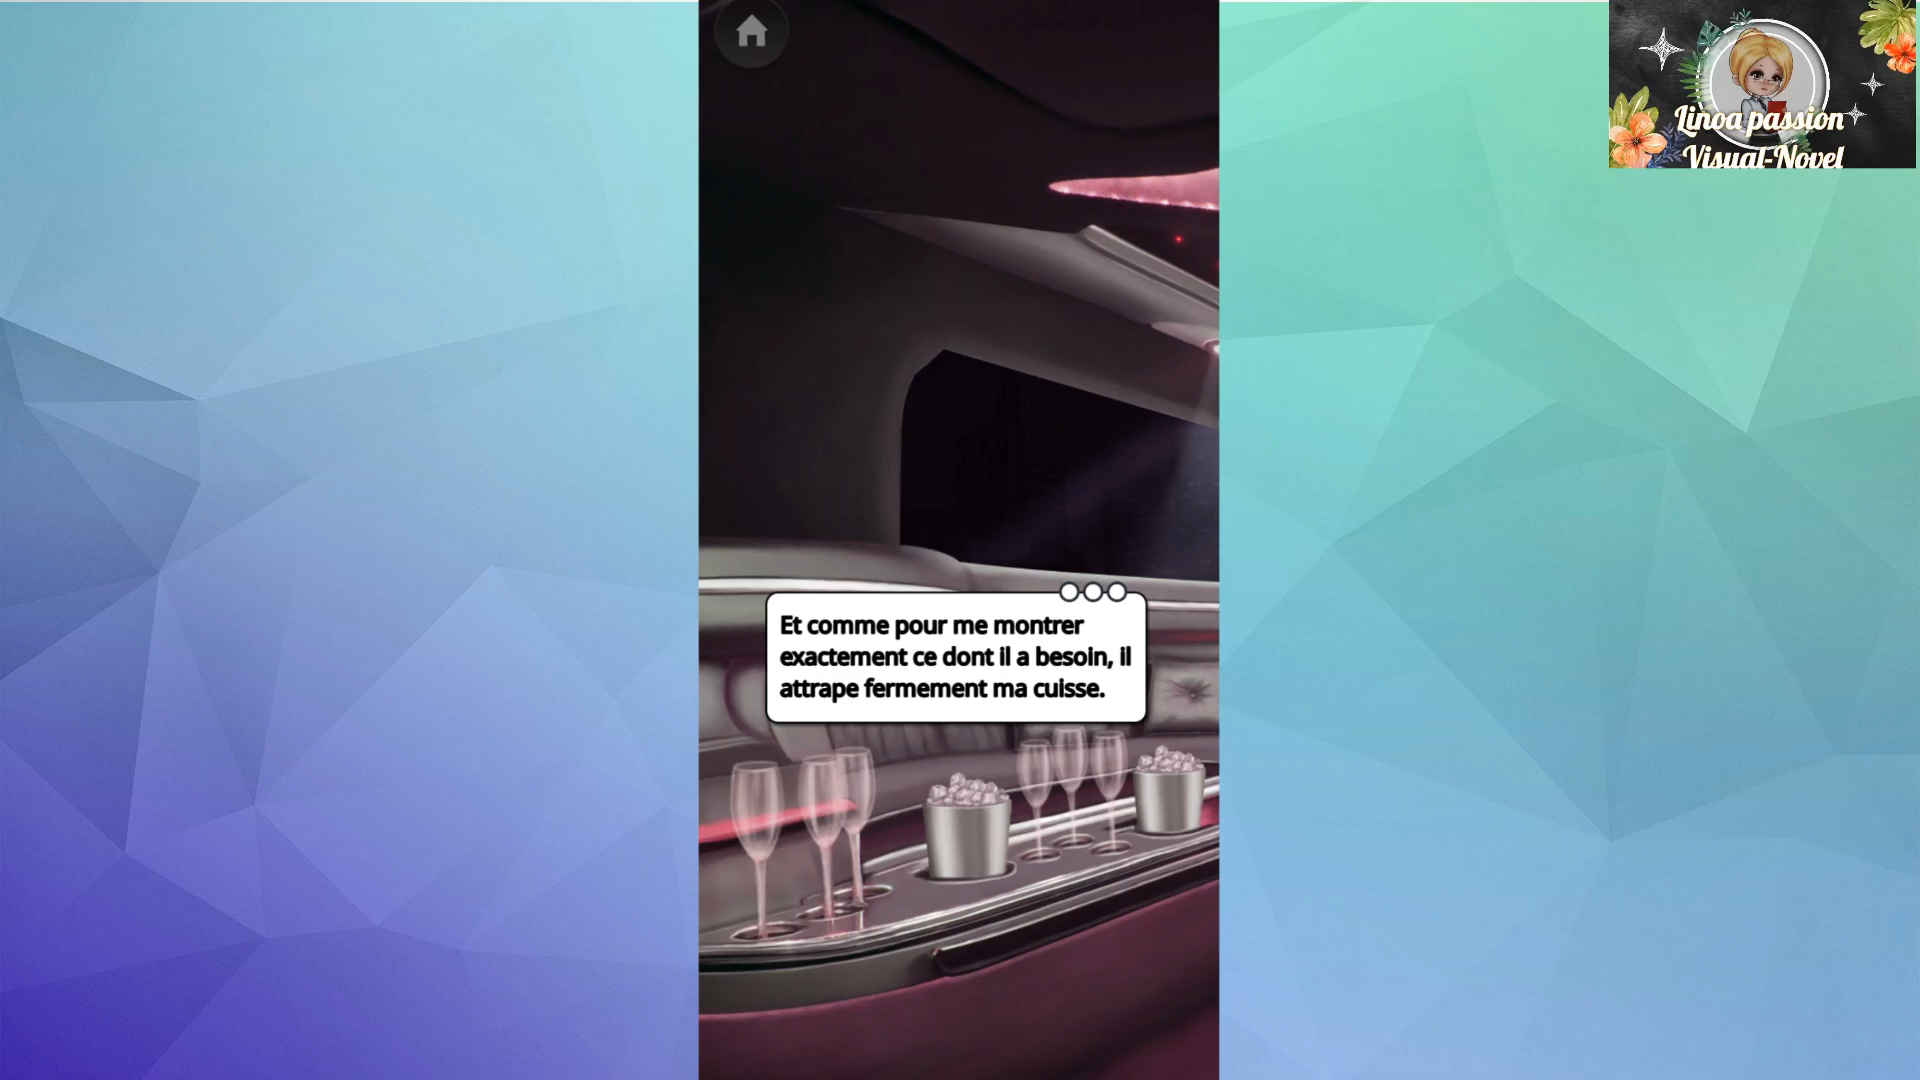 Linoa passion
Visual-Novel
Et comme pour me montrer
exactement ce dont il a besoin, il
attrape fermement ma cuisse.